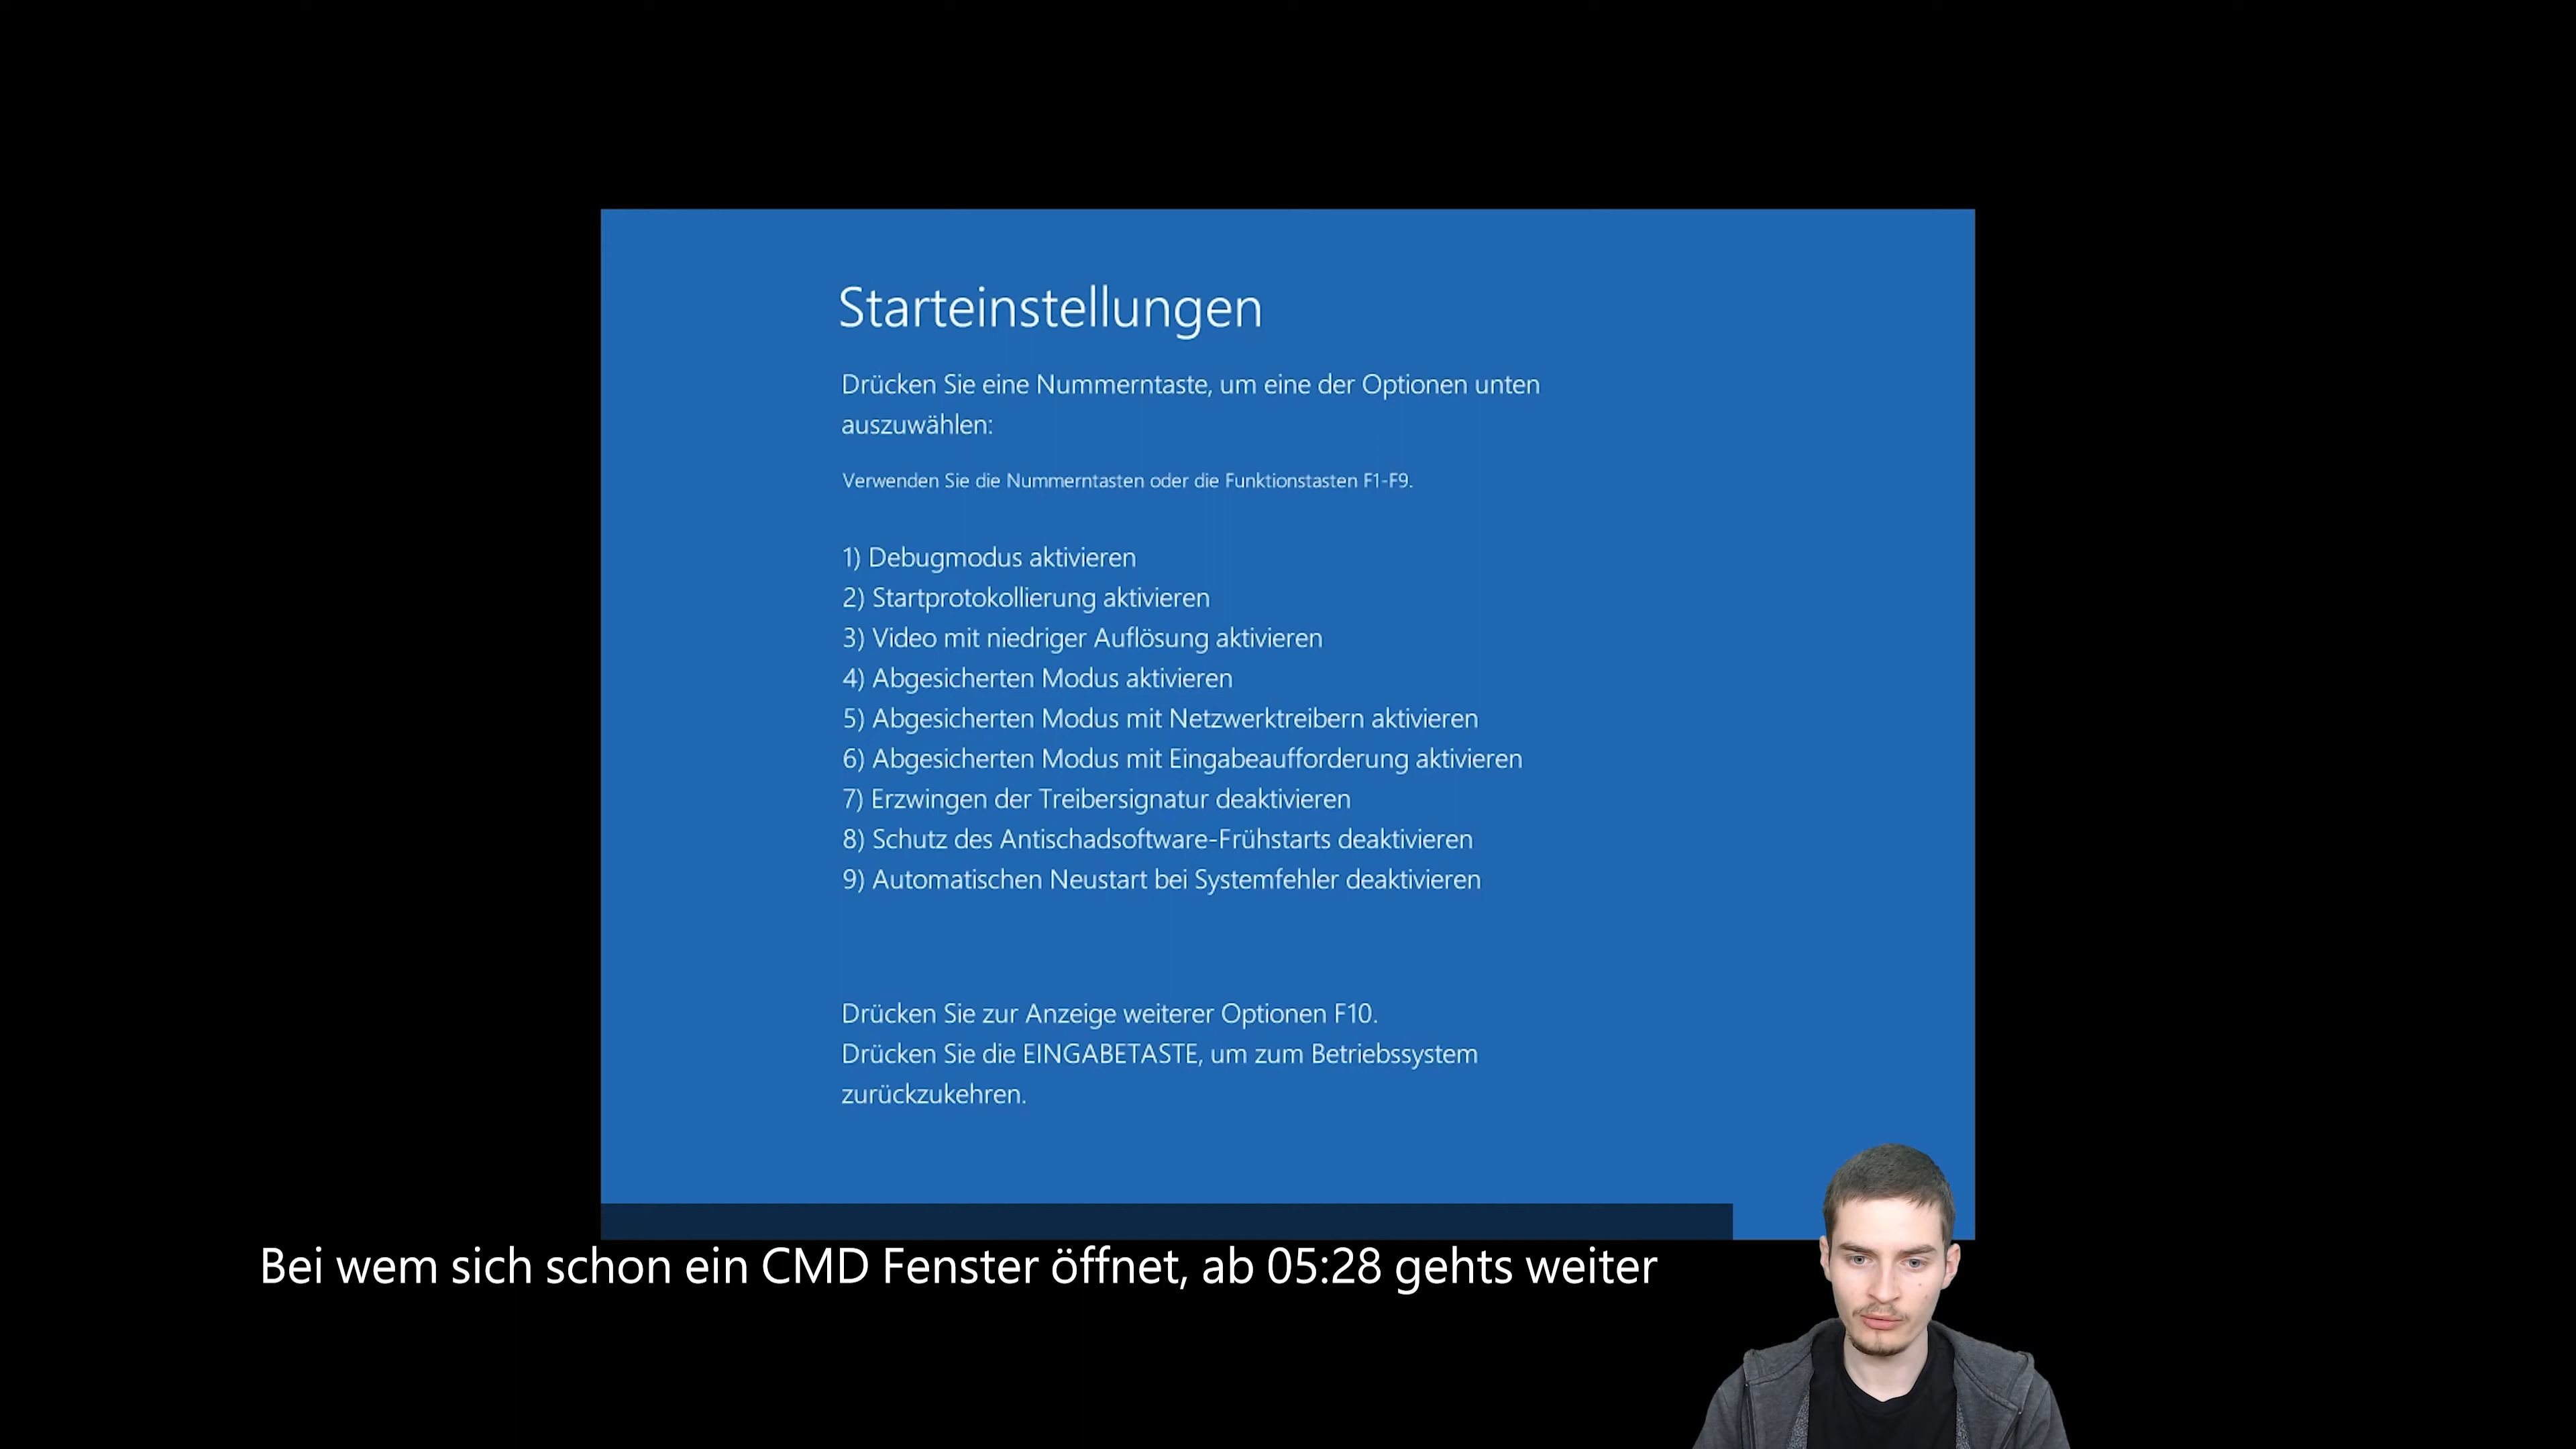 Starteinstellungen
Drücken Sie eine Nummerntaste, um eine der Optionen unten
auszuwählen:
Verwenden Sie die Nummerntasten oder die Funktionstasten F1-F9.
1) Debugmodus aktivieren
2) Startprotokollierung aktivieren
3) Video mit niedriger Auflösung aktivieren
4) Abgesicherten Modus aktivieren
5) Abgesicherten Modus mit Netzwerktreibern aktivieren
6) Abgesicherten Modus mit Eingabeaufforderung aktivieren
7) Erzwingen der Treibersignatur deaktivieren
8) Schutz des Antischadsoftware-Frühstarts deaktivieren
9) Automatischen Neustart bei Systemfehler deaktivieren
Drücken Sie zur Anzeige weiterer Optionen F10.
Drücken Sie die EINGABETASTE, um zum Betriebssystem
zurückzukehren.
Bei wem sich schon ein CMD Fenster öffnet, ab 05:28 gehts weiter